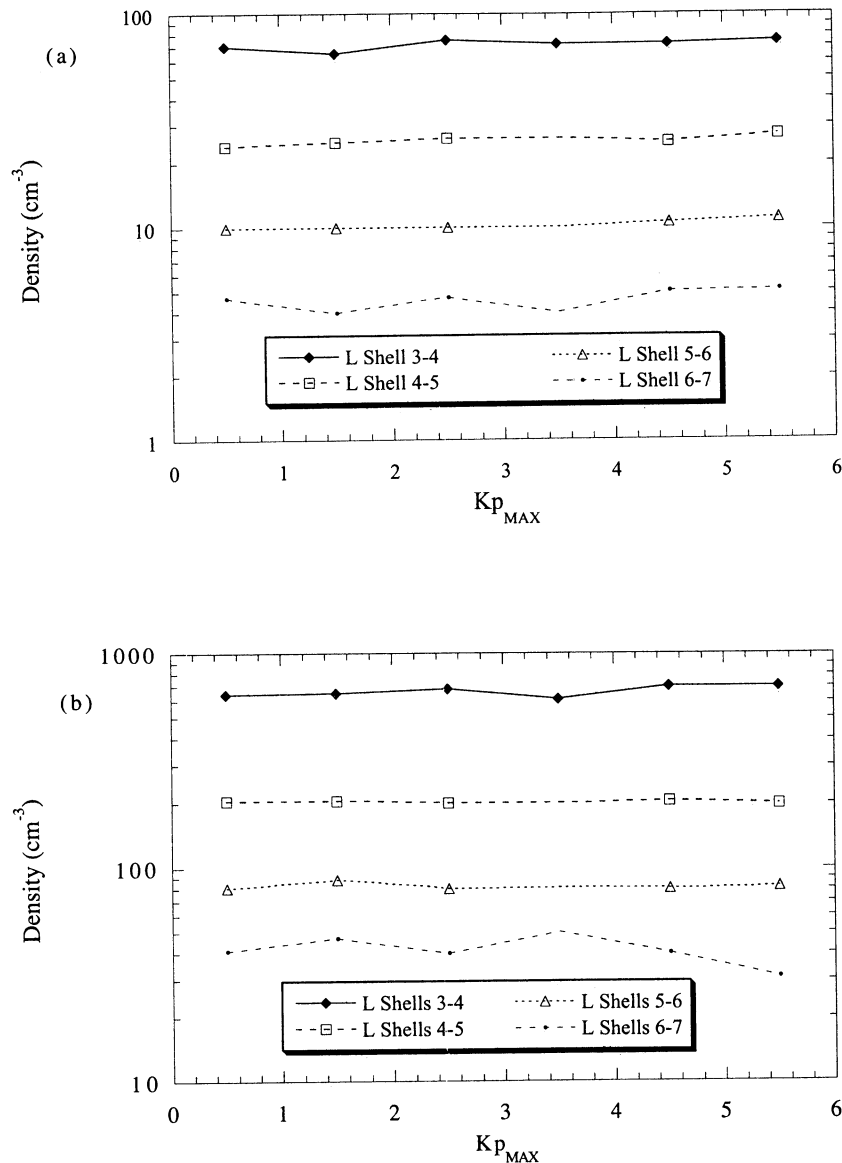 (a)
100
10
1
Density (cm-3)
L Shell 3-4
L Shell 5-6
L Shell 4-5
L Shell 6-7
0 1 2 3 4 5 6
KpMAX
(b)
1000
100
10
Density (cm-3)
L Shells 3-4
L Shells 5-6
L Shells 4-5
L Shells 6-7
0 1 2 3 4 5 6
KpMAX